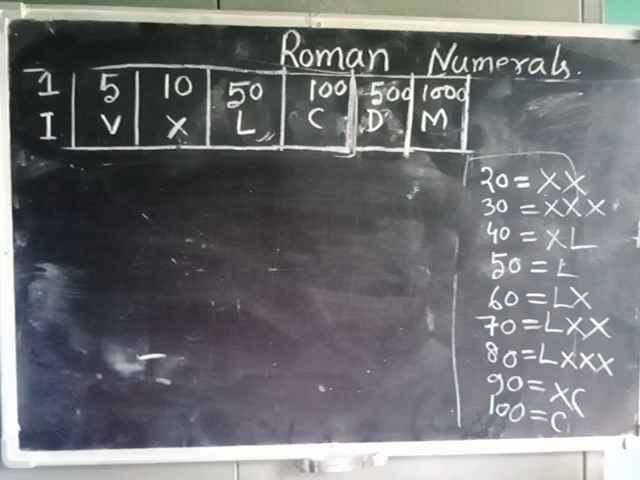 Roman Numerals.
1 5 10 50 100 500 1000
I V X L C D M
20 = XX
30 = XXX
40 = XL
50 = L
60 = LX
70 = LXX
80 = LXXX
90 = XC
100 = C